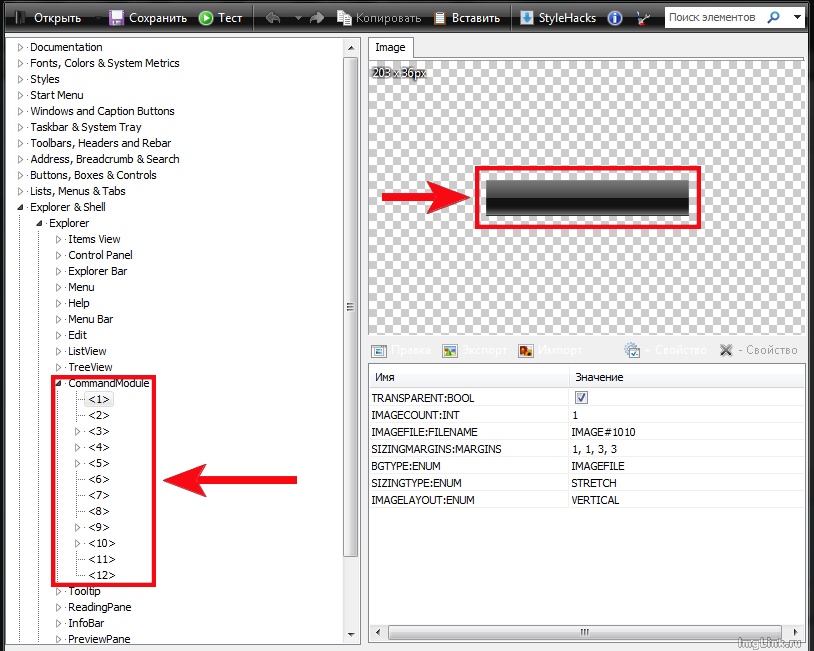 Открыть Сохранить Тест Копировать Вставить StyleHacks Поиск элементов
Documentation
Fonts, Colors & System Metrics
Styles
Start Menu
Windows and Caption Buttons
Taskbar & System Tray
Toolbars, Headers and Rebar
Address, Breadcrumb & Search
Buttons, Boxes & Controls
Lists, Menus & Tabs
Explorer & Shell
Explorer
Items View
Control Panel
Explorer Bar
Menu
Help
Menu Bar
Edit
ListView
TreeView
CommandModule
<1>
<2>
<3>
<4>
<5>
<6>
<7>
<8>
<9>
<10>
<11>
<12>
Tooltip
ReadingPane
InfoBar
PreviewPane
Image
203 x 36px
Правка Экспорт Импорт - Свойство - Свойство
Имя Значение
TRANSPARENT:BOOL
IMAGECOUNT:INT 1
IMAGEFILE:FILENAME IMAGE#1010
SIZINGMARGINS:MARGINS 1, 1, 3, 3
BGTYPE:ENUM IMAGEFILE
SIZINGTYPE:ENUM STRETCH
IMAGELAYOUT:ENUM VERTICAL
ImgLink.ru